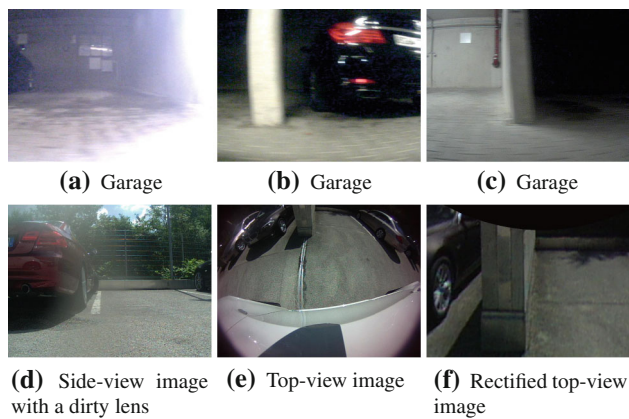 (a) Garage
(b) Garage
(c) Garage
(d) Side-view image
with a dirty lens
(e) Top-view image
(f) Rectified top-view
image